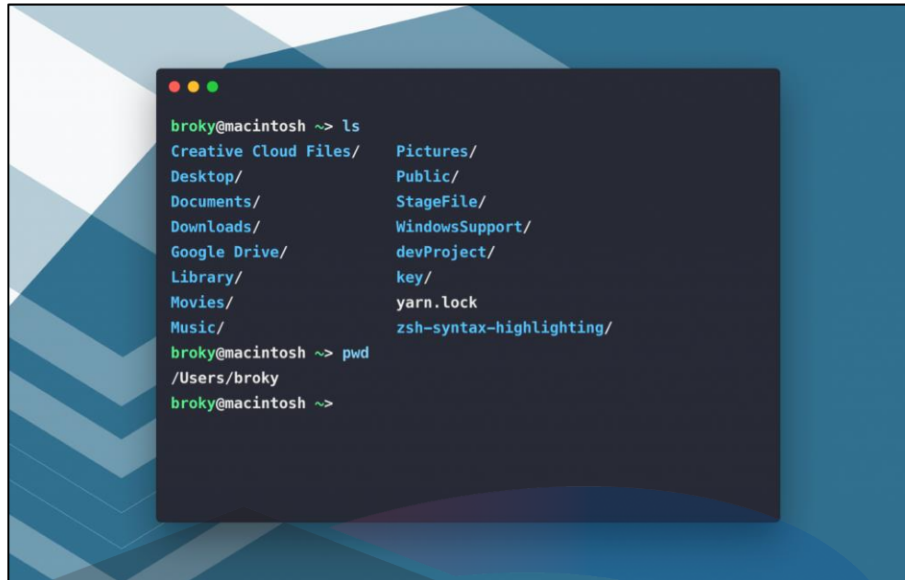 broky@macintosh ~> ls
Creative Cloud Files/    Pictures/
Desktop/                 Public/
Documents/               StageFile/
Downloads/               WindowsSupport/
Google Drive/            devProject/
Library/                 key/
Movies/                  yarn.lock
Music/                   zsh-syntax-highlighting/
broky@macintosh ~> pwd
/Users/broky
broky@macintosh ~>